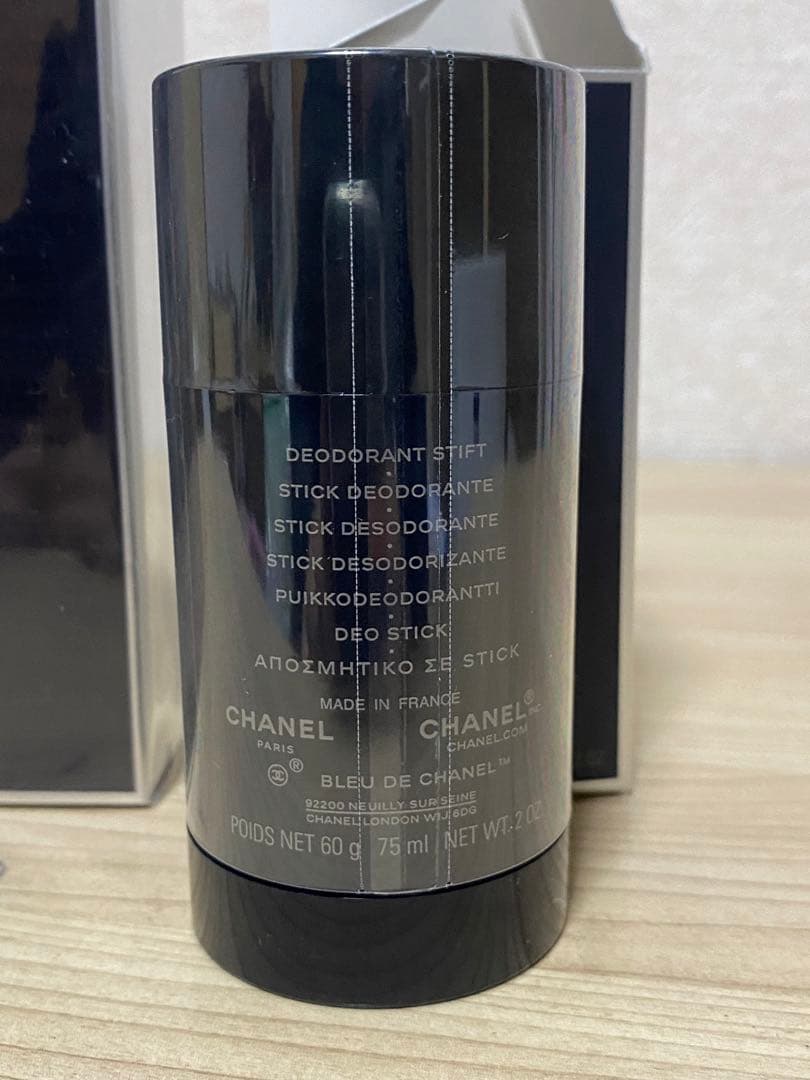 DEODORANT STIFT
STICK DEODORANTE
STICK DESODORANTE
STICK DESODORIZANTE
PUIKKODEODORANTTI
DEO STICK
ΑΠΟΣΜΗΤΙΚΟ ΣΕ STICK
MADE IN FRANCE
CHANEL CHANEL® INC
PARIS CHANEL.COM
® BLEU DE CHANEL™
92200 NEUILLY SUR SEINE
CHANEL LONDON W1J 6DG
POIDS NET 60 g 75 ml NET WT. 2 OZ